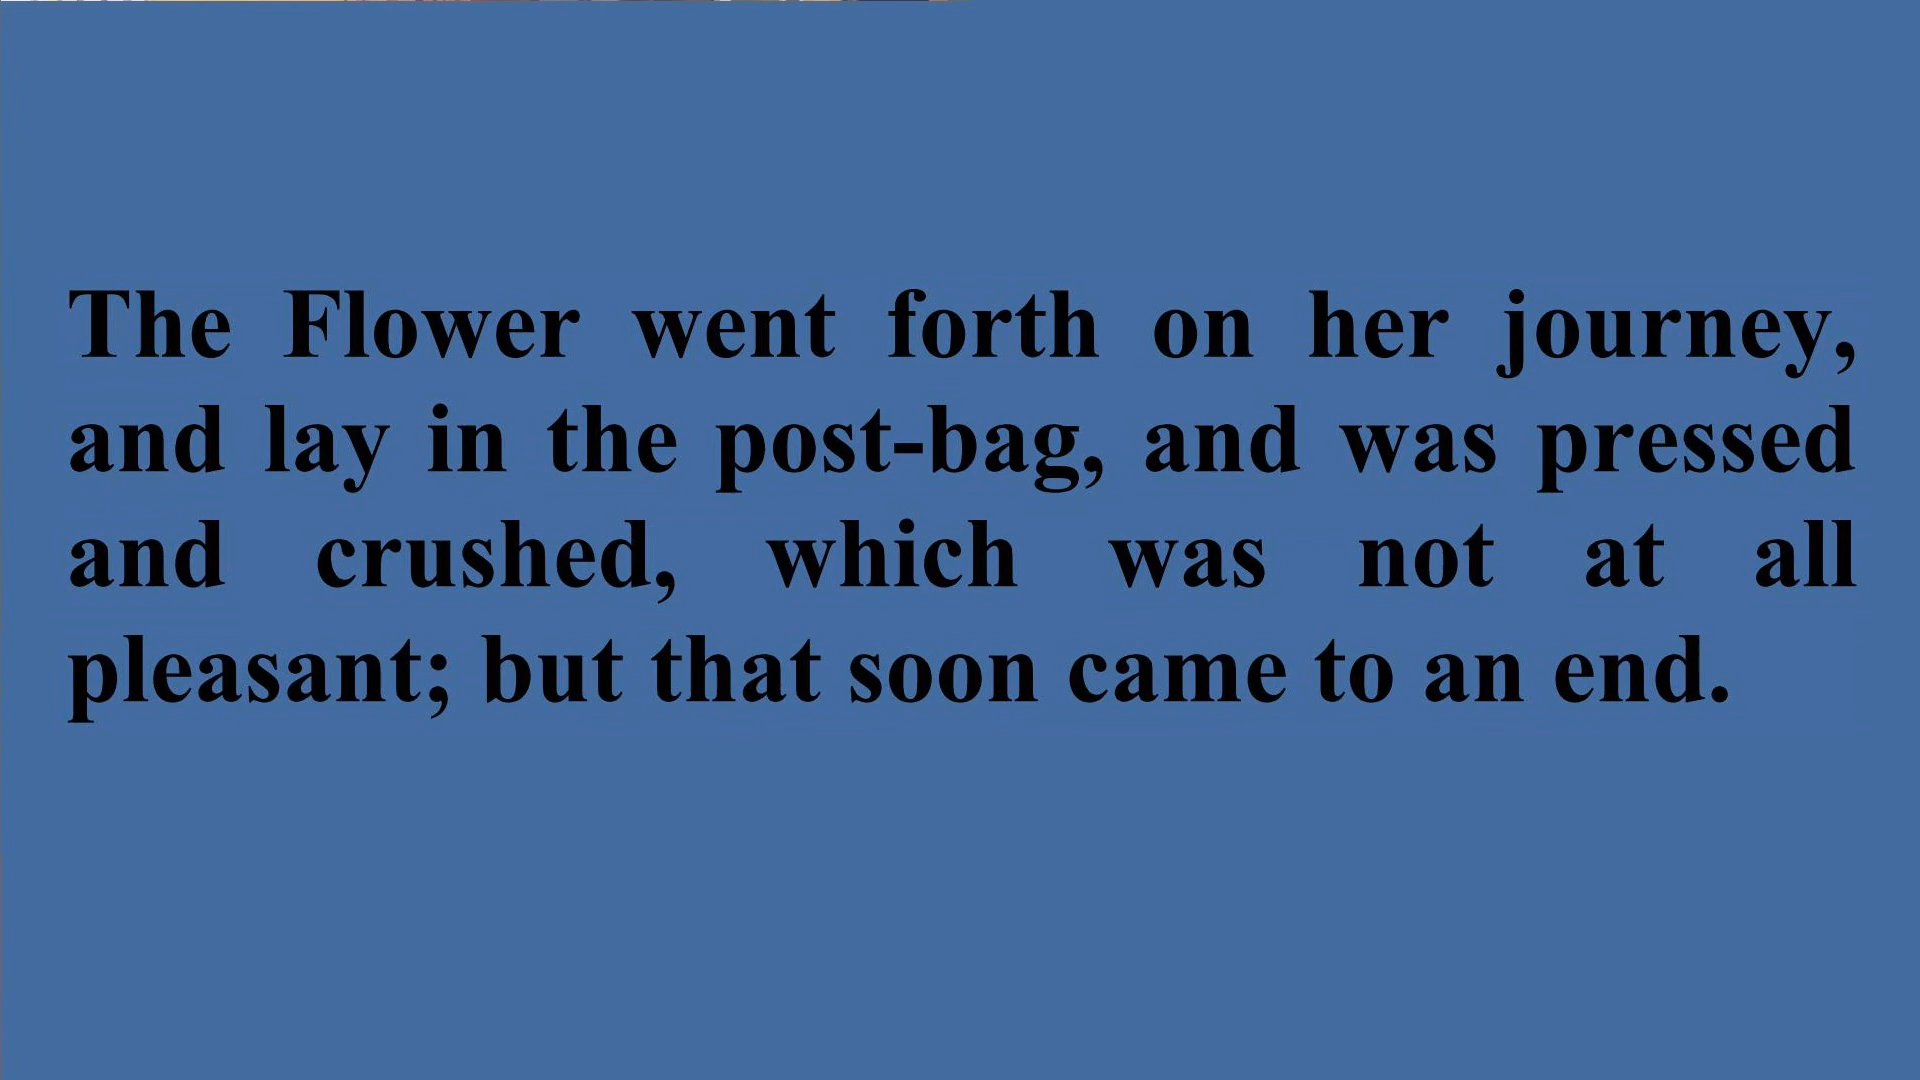 The Flower went forth on her journey,
and lay in the post-bag, and was pressed
and crushed, which was not at all
pleasant; but that soon came to an end.